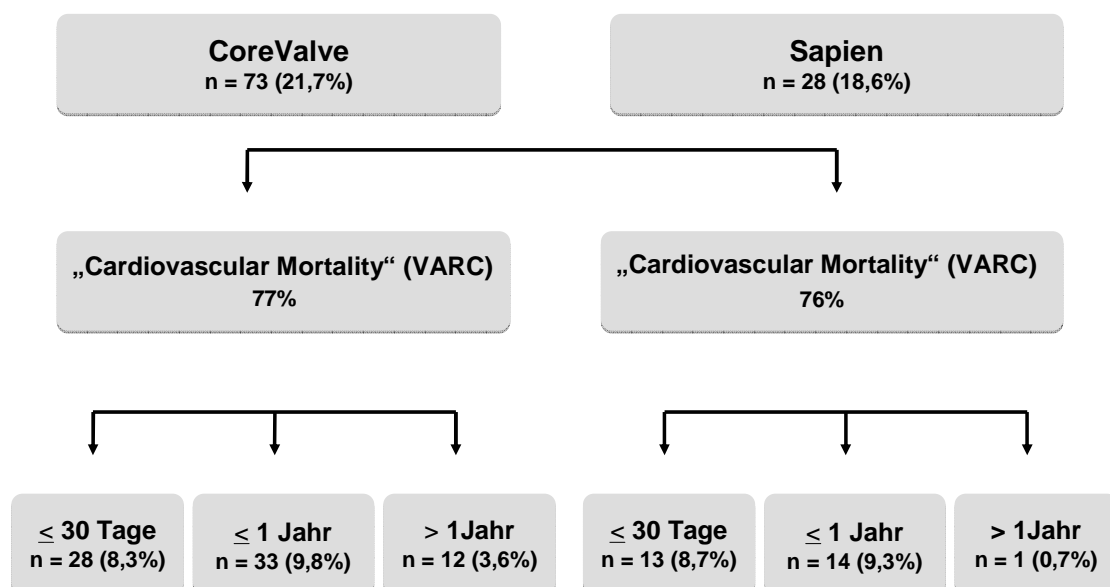 CoreValve
n = 73 (21,7%)
Sapien
n = 28 (18,6%)
„Cardiovascular Mortality“ (VARC)
77%
„Cardiovascular Mortality“ (VARC)
76%
≤ 30 Tage
n = 28 (8,3%)
≤ 1 Jahr
n = 33 (9,8%)
> 1Jahr
n = 12 (3,6%)
≤ 30 Tage
n = 13 (8,7%)
≤ 1 Jahr
n = 14 (9,3%)
> 1Jahr
n = 1 (0,7%)